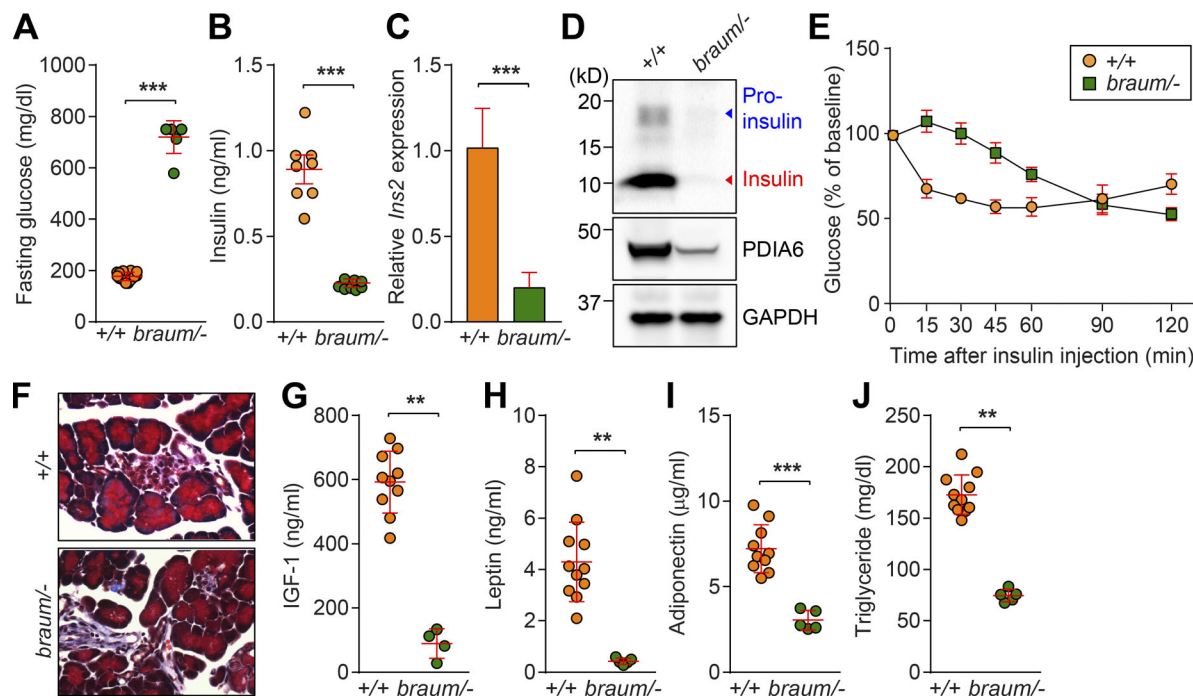 A
Fasting glucose (mg/dl)
1000
800
600
400
200
0
***
+/+ braum/-
B
Insulin (ng/ml)
1.5
1.0
0.5
0.0
***
+/+ braum/-
C
Relative Ins2 expression
1.5
1.0
0.5
0.0
***
+/+ braum/-
D
+/+
braum/-
(kD)
20
Pro-
insulin
10
Insulin
50
PDIA6
37
GAPDH
E
+/+
braum/-
Glucose (% of baseline)
150
100
50
0
0 15 30 45 60 90 120
Time after insulin injection (min)
F
+/+
braum/-
G
IGF-1 (ng/ml)
800
600
400
200
0
**
+/+ braum/-
H
Leptin (ng/ml)
10
8
6
4
2
0
**
+/+ braum/-
I
Adiponectin (μg/ml)
15
10
5
0
***
+/+ braum/-
J
Triglyceride (mg/dl)
250
200
150
100
50
0
**
+/+ braum/-